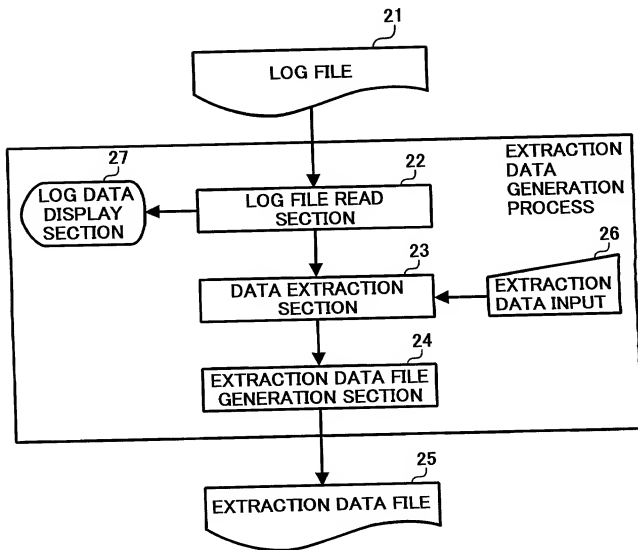 21
LOG FILE
27
LOG DATA
DISPLAY
SECTION
22
LOG FILE READ
SECTION
EXTRACTION
DATA
GENERATION
PROCESS
23
DATA EXTRACTION
SECTION
26
EXTRACTION
DATA INPUT
24
EXTRACTION DATA FILE
GENERATION SECTION
25
EXTRACTION DATA FILE